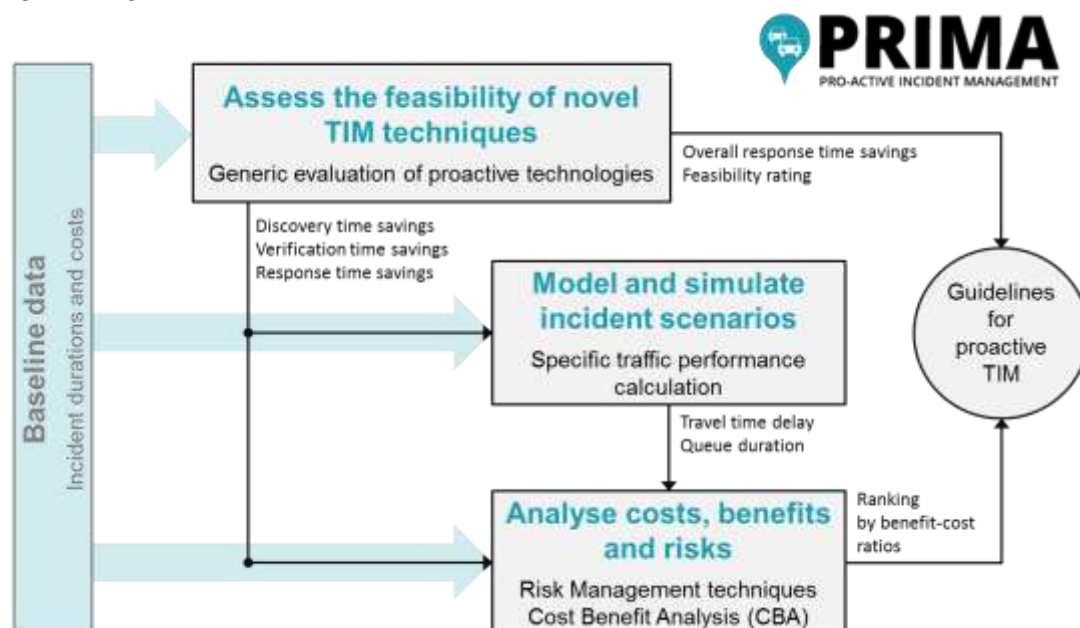 PRIMA
PRO-ACTIVE INCIDENT MANAGEMENT
Baseline data
Incident durations and costs
Assess the feasibility of novel
TIM techniques
Generic evaluation of proactive technologies
Overall response time savings
Feasibility rating
Discovery time savings
Verification time savings
Response time savings
Model and simulate
incident scenarios
Specific traffic performance
calculation
Guidelines
for
proactive
TIM
Travel time delay
Queue duration
Analyse costs, benefits
and risks
Risk Management techniques
Cost Benefit Analysis (CBA)
Ranking
by benefit-cost
ratios